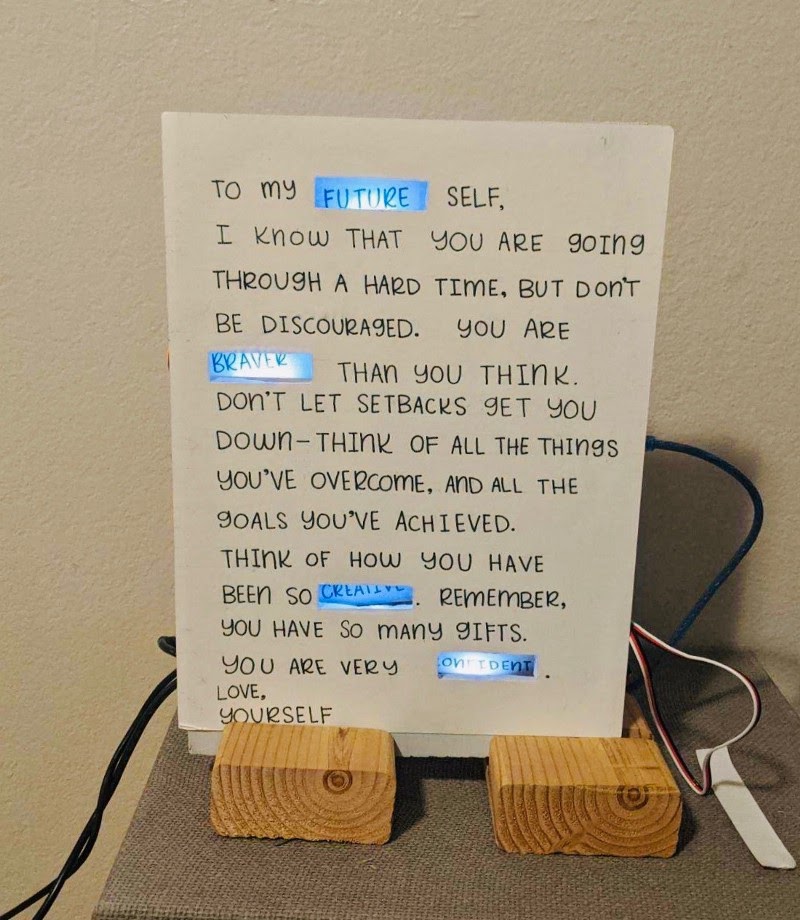 TO MY FUTURE SELF,
I KNOW THAT YOU ARE GOING
THROUGH A HARD TIME, BUT DON'T
BE DISCOURAGED. YOU ARE
BRAVER THAN YOU THINK.
DON'T LET SETBACKS GET YOU
DOWN-THINK OF ALL THE THINGS
YOU'VE OVERCOME, AND ALL THE
GOALS YOU'VE ACHIEVED.
THINK OF HOW YOU HAVE
BEEN SO CREATIVE. REMEMBER,
YOU HAVE SO MANY GIFTS.
YOU ARE VERY CONFIDENT.
LOVE,
YOURSELF